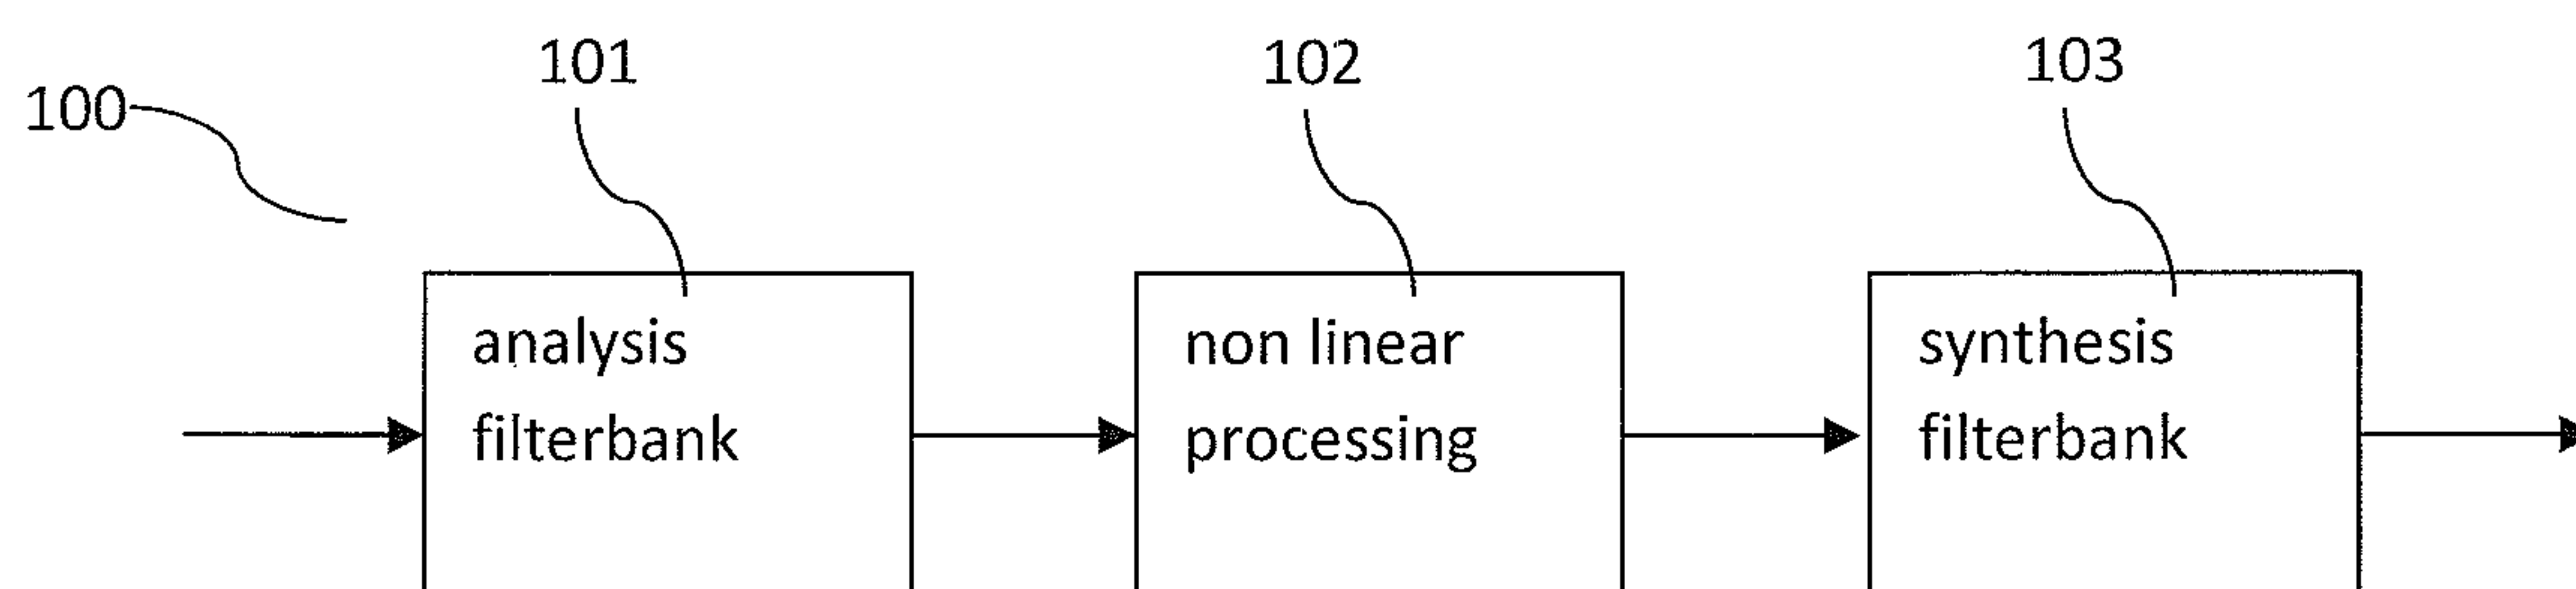 101
102
103
100
analysis
filterbank
non linear
processing
synthesis
filterbank